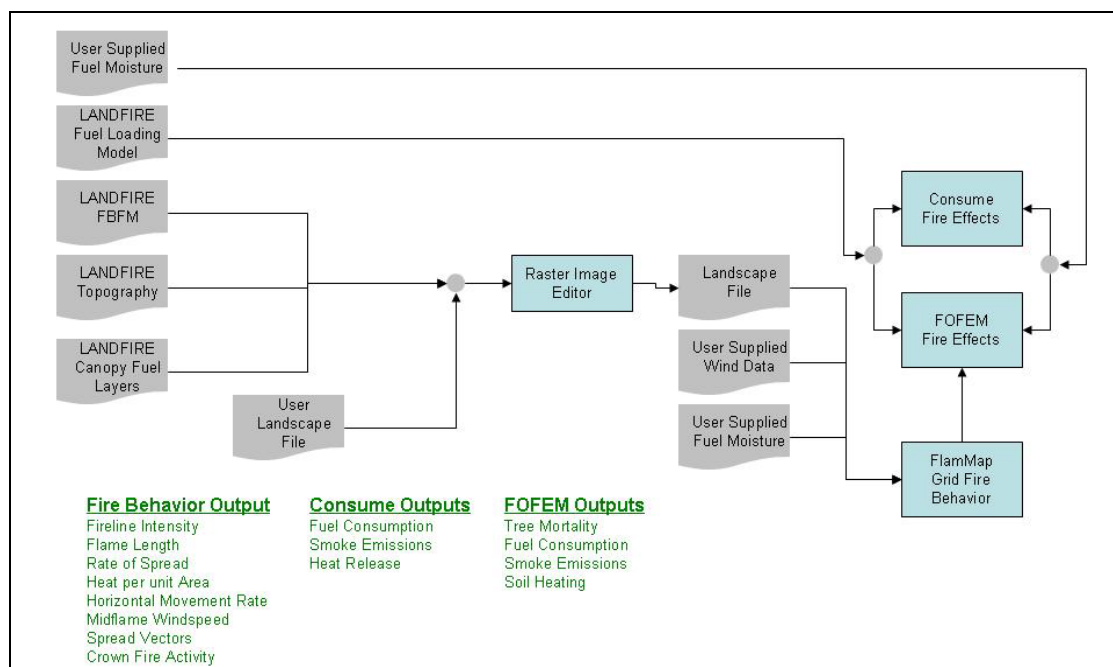 User Supplied
Fuel Moisture
LANDFIRE
Fuel Loading
Model
LANDFIRE
FBFM
LANDFIRE
Topography
LANDFIRE
Canopy Fuel
Layers
User
Landscape
File
Raster Image
Editor
Landscape
File
User Supplied
Wind Data
User Supplied
Fuel Moisture
Consume
Fire Effects
FOFEM
Fire Effects
FlamMap
Grid Fire
Behavior
Fire Behavior Output
Fireline Intensity
Flame Length
Rate of Spread
Heat per unit Area
Horizontal Movement Rate
Midflame Windspeed
Spread Vectors
Crown Fire Activity
Consume Outputs
Fuel Consumption
Smoke Emissions
Heat Release
FOFEM Outputs
Tree Mortality
Fuel Consumption
Smoke Emissions
Soil Heating